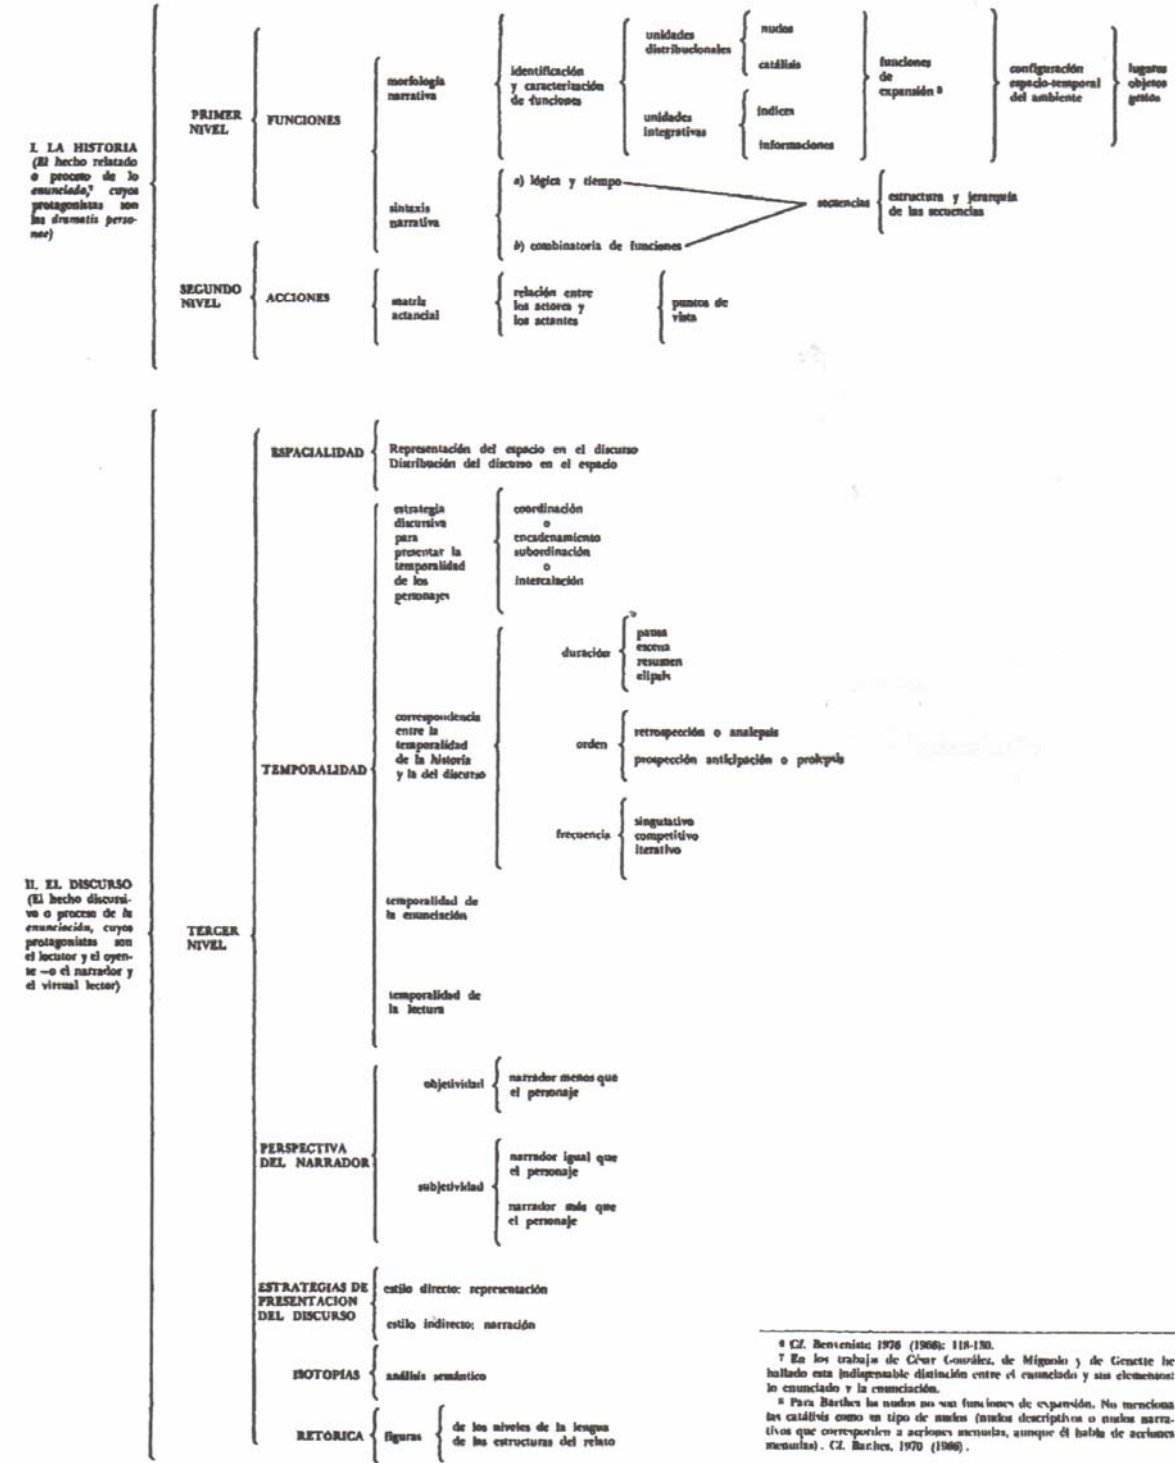 I. LA HISTORIA
(El hecho relatado
o proceso de lo
enunciado,⁷ cuyos
protagonistas son
las dramatis perso-
nae)
PRIMER
NIVEL
FUNCIONES
morfología
narrativa
identificación
y caracterización
de funciones
unidades
distribucionales
nudos
catálisis
unidades
integrativas
índices
informaciones
funciones
de
expansión ⁸
configuración
espacio-temporal
del ambiente
lugares
objetos
gestos
sintaxis
narrativa
a) lógica y tiempo
b) combinatoria de funciones
secuencias
estructura y jerarquía
de las secuencias
SEGUNDO
NIVEL
ACCIONES
matriz
actancial
relación entre
los actores y
los actantes
puntos de
vista
II. EL DISCURSO
(El hecho discursi-
vo o proceso de la
enunciación, cuyos
protagonistas son
el locutor y el oyen-
te —o el narrador y
el virtual lector)
TERCER
NIVEL
ESPACIALIDAD
Representación del espacio en el discurso
Distribución del discurso en el espacio
TEMPORALIDAD
estrategia
discursiva
para
presentar la
temporalidad
de los
personajes
coordinación
o
encadenamiento
subordinación
o
intercalación
correspondencia
entre la
temporalidad
de la historia
y la del discurso
duración
pausa
escena
resumen
elipsis
orden
retrospección o analepsis
prospección anticipación o prolepsis
frecuencia
singutativo
competitivo
iterativo
temporalidad de
la enunciación
temporalidad de
la lectura
PERSPECTIVA
DEL NARRADOR
objetividad
narrador menos que
el personaje
subjetividad
narrador igual que
el personaje
narrador más que
el personaje
ESTRATEGIAS DE
PRESENTACION
DEL DISCURSO
estilo directo: representación
estilo indirecto: narración
ISOTOPIAS
análisis semántico
RETÓRICA
figuras
de los niveles de la lengua
de las estructuras del relato
⁶ Cf. Benveniste 1976 (1966): 118-130.
⁷ En los trabajos de César González, de Mignolo y de Genette he
hallado esta indispensable distinción entre el enunciado y sus elementos:
lo enunciado y la enunciación.
⁸ Para Barthes los nudos no son funciones de expansión. No menciona
las catálisis como un tipo de nudos (nudos descriptivos o nudos narra-
tivos que corresponden a acciones menudas, aunque él habla de acciones
menudas). Cf. Barthes, 1970 (1966).